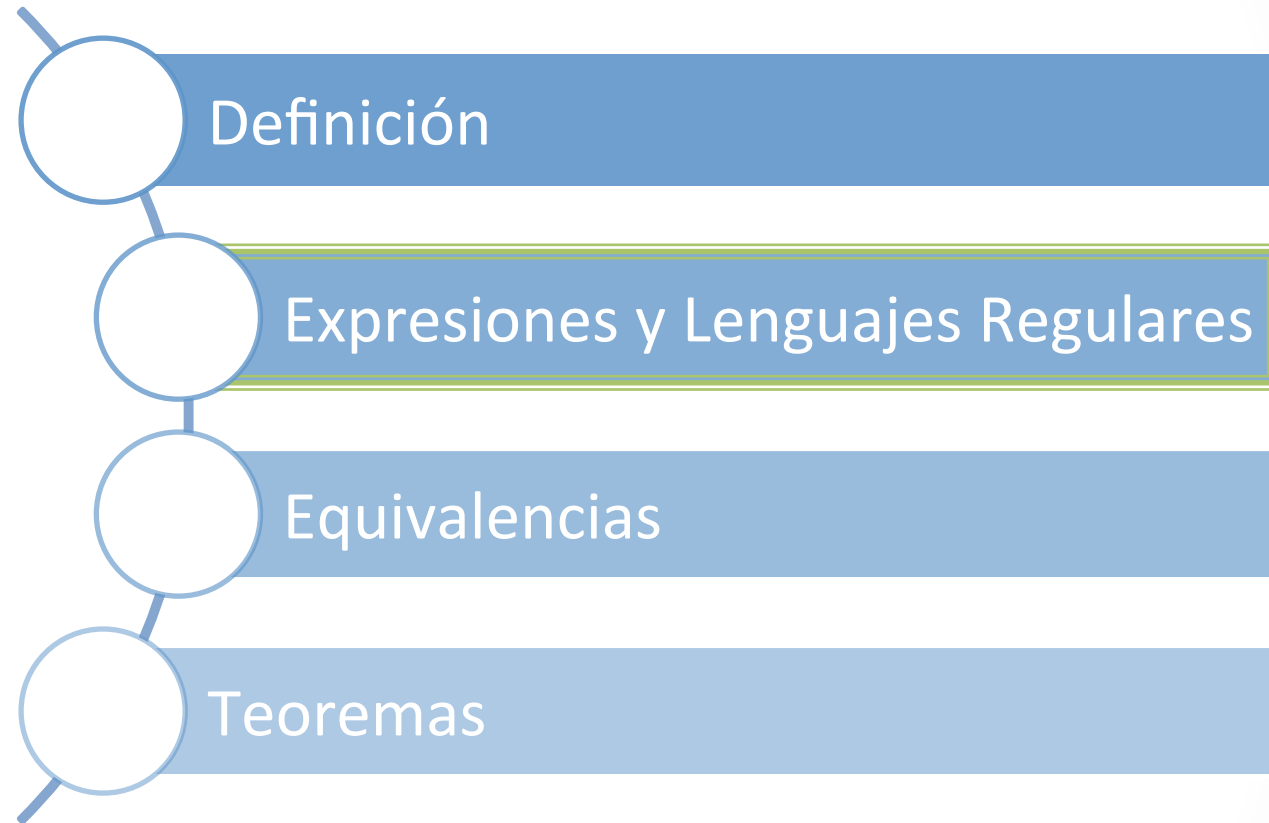 Definición
Expresiones y Lenguajes Regulares
Equivalencias
Teoremas